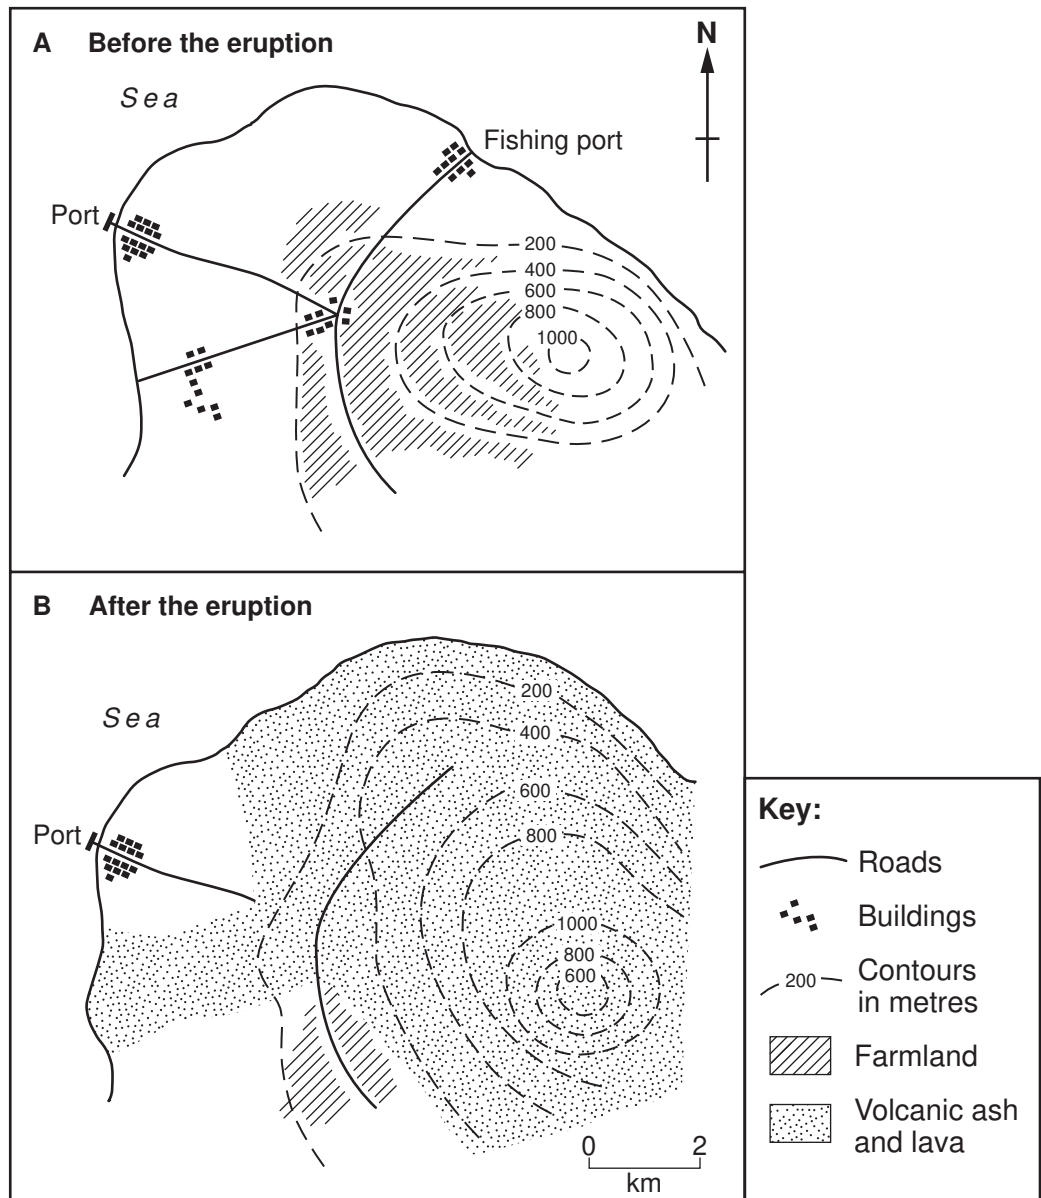 A Before the eruption
N
Sea
Fishing port
Port
200
400
600
800
1000
B After the eruption
Sea
200
400
600
800
Port
1000
800
600
0 2
km
Key:
Roads
Buildings
200
Contours
in metres
Farmland
Volcanic ash
and lava